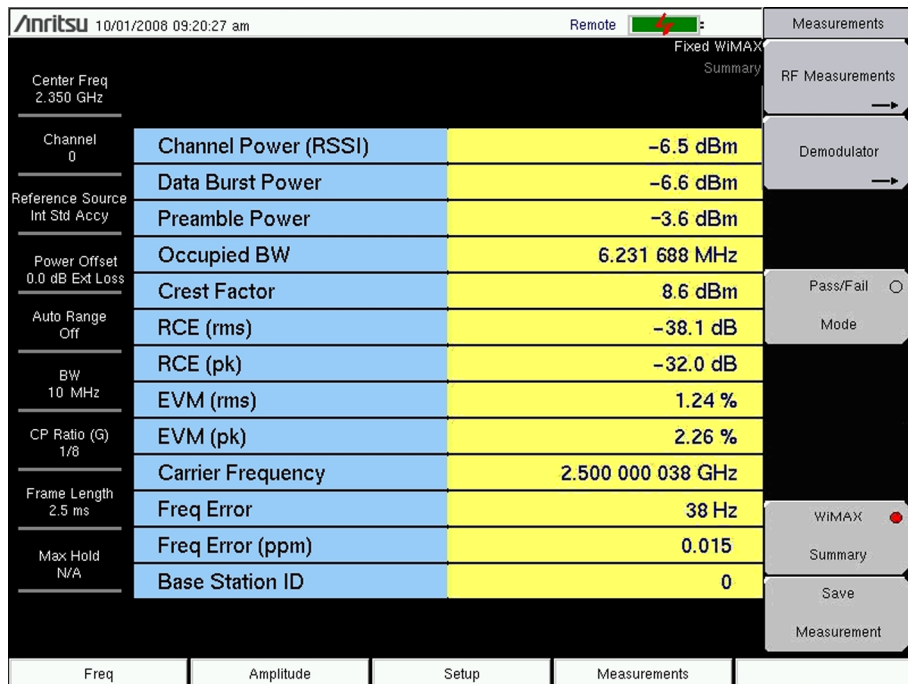 Anritsu 10/01/2008 09:20:27 am
Remote
Measurements
Fixed WiMAX
Summary
Center Freq
2.350 GHz
Channel
0
Reference Source
Int Std Accy
Power Offset
0.0 dB Ext Loss
Auto Range
Off
BW
10 MHz
CP Ratio (G)
1/8
Frame Length
2.5 ms
Max Hold
N/A
Channel Power (RSSI) -6.5 dBm
Data Burst Power -6.6 dBm
Preamble Power -3.6 dBm
Occupied BW 6.231 688 MHz
Crest Factor 8.6 dBm
RCE (rms) -38.1 dB
RCE (pk) -32.0 dB
EVM (rms) 1.24 %
EVM (pk) 2.26 %
Carrier Frequency 2.500 000 038 GHz
Freq Error 38 Hz
Freq Error (ppm) 0.015
Base Station ID 0
RF Measurements
Demodulator
Pass/Fail
Mode
WiMAX
Summary
Save
Measurement
Freq
Amplitude
Setup
Measurements